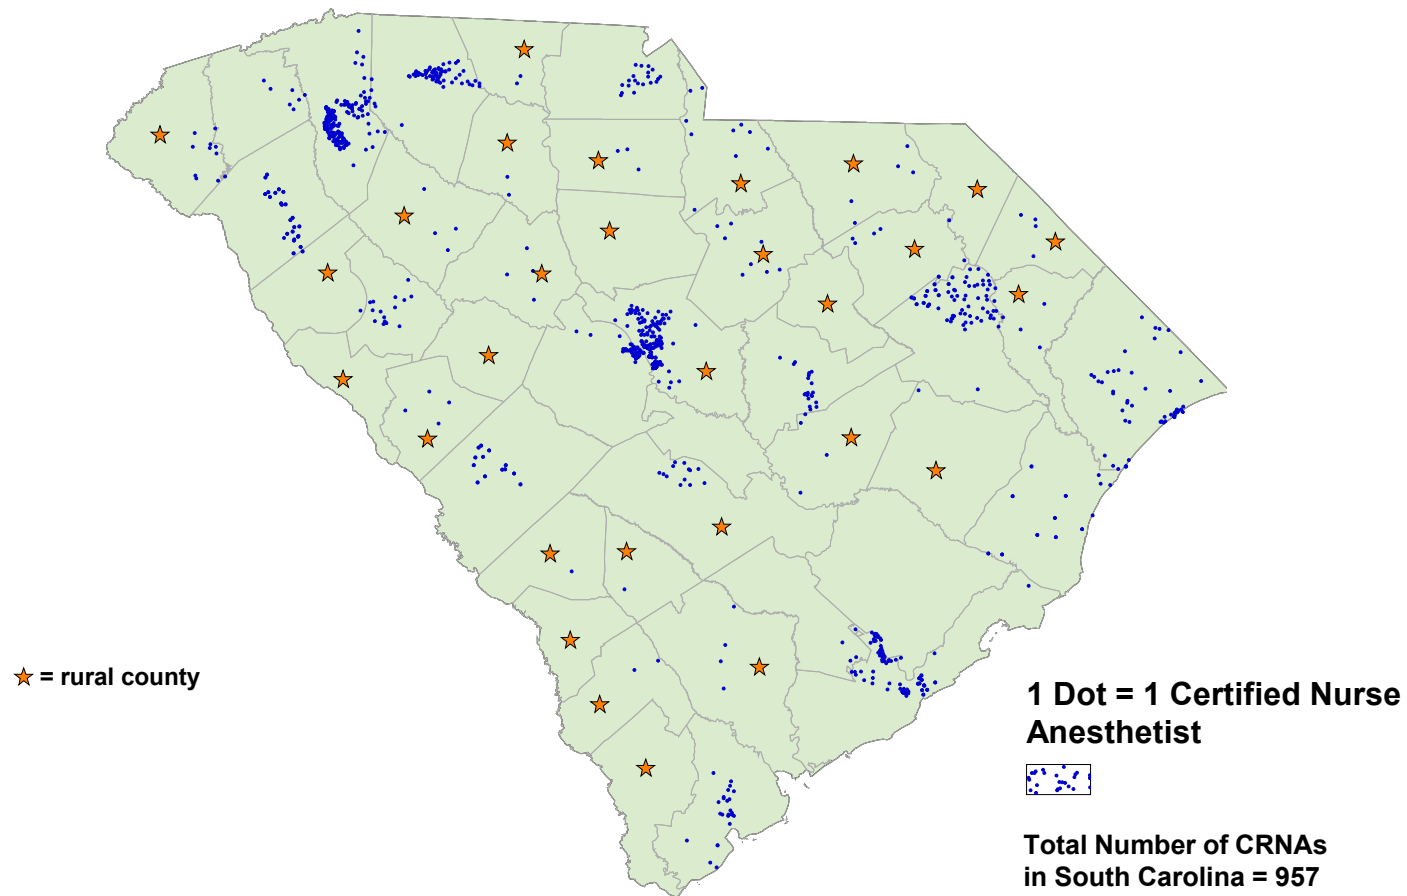 = rural county
1 Dot = 1 Certified Nurse
Anesthetist
Total Number of CRNAs
in South Carolina = 957